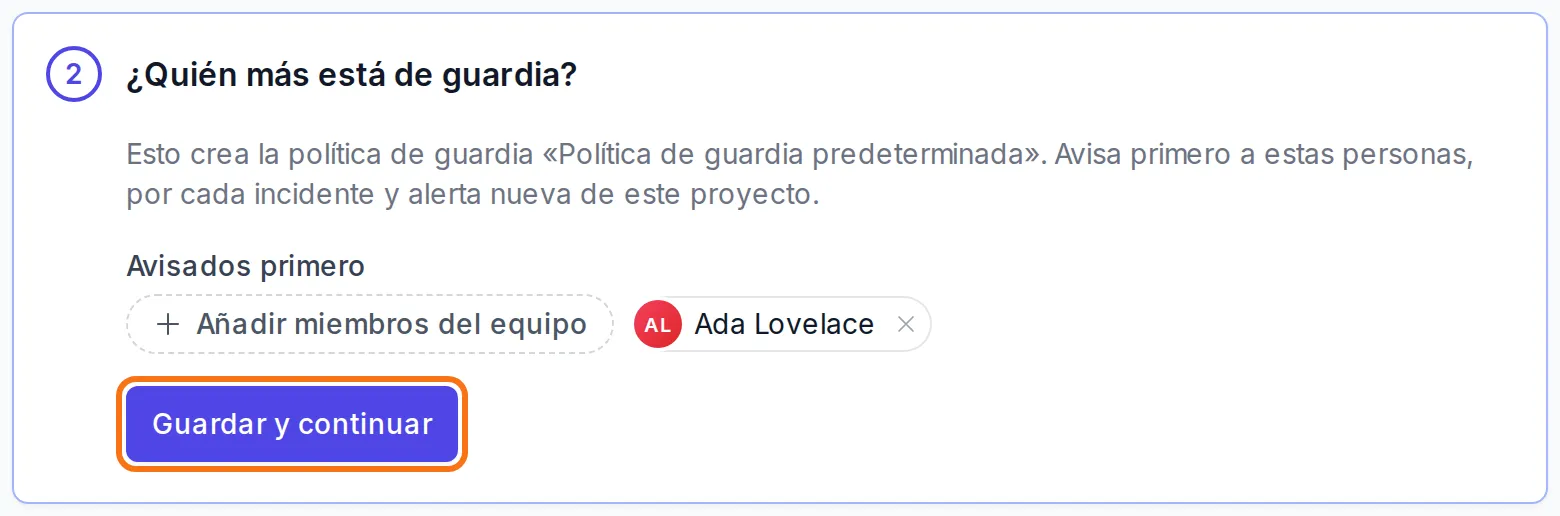 2
¿Quién más está de guardia?
Esto crea la política de guardia «Política de guardia predeterminada». Avisa primero a estas personas,
por cada incidente y alerta nueva de este proyecto.
Avisados primero
Añadir miembros del equipo
AL Ada Lovelace
Guardar y continuar